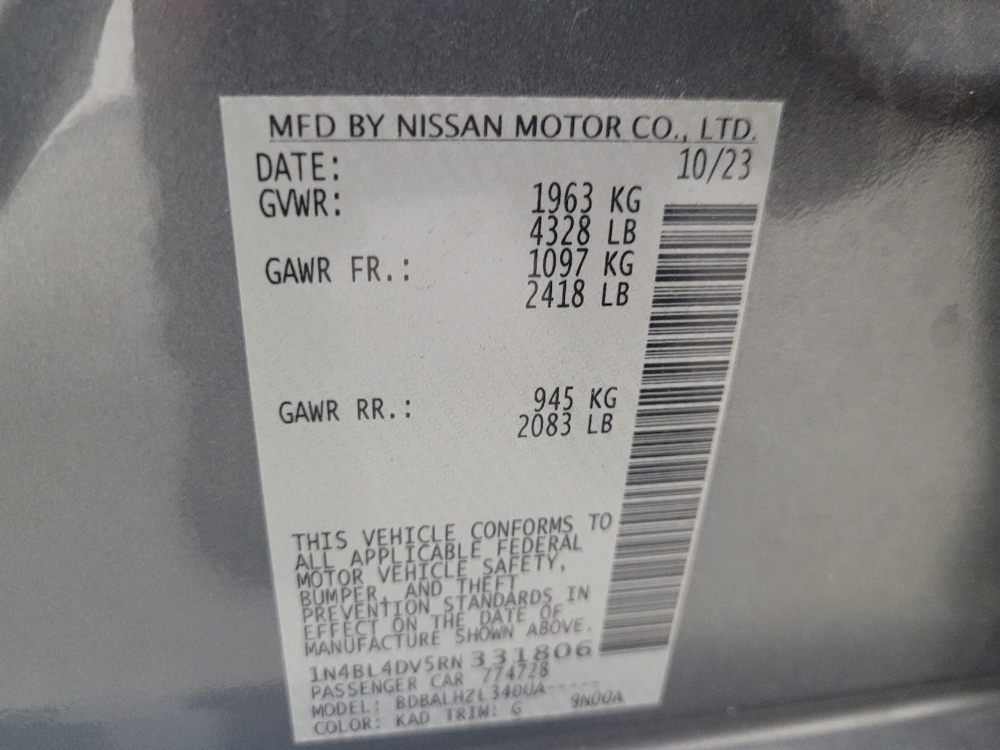 MFD BY NISSAN MOTOR CO., LTD.
DATE: 10/23
GVWR: 1963 KG
4328 LB
GAWR FR.: 1097 KG
2418 LB
GAWR RR.: 945 KG
2083 LB
THIS VEHICLE CONFORMS TO
ALL APPLICABLE FEDERAL
MOTOR VEHICLE SAFETY,
BUMPER, AND THEFT
PREVENTION STANDARDS IN
EFFECT ON THE DATE OF
MANUFACTURE SHOWN ABOVE.
1N4BL4DV5RN 331806
PASSENGER CAR 774728
MODEL: BDBALHZL34DUA-----
COLOR: KAD TRIM: G 9N00A